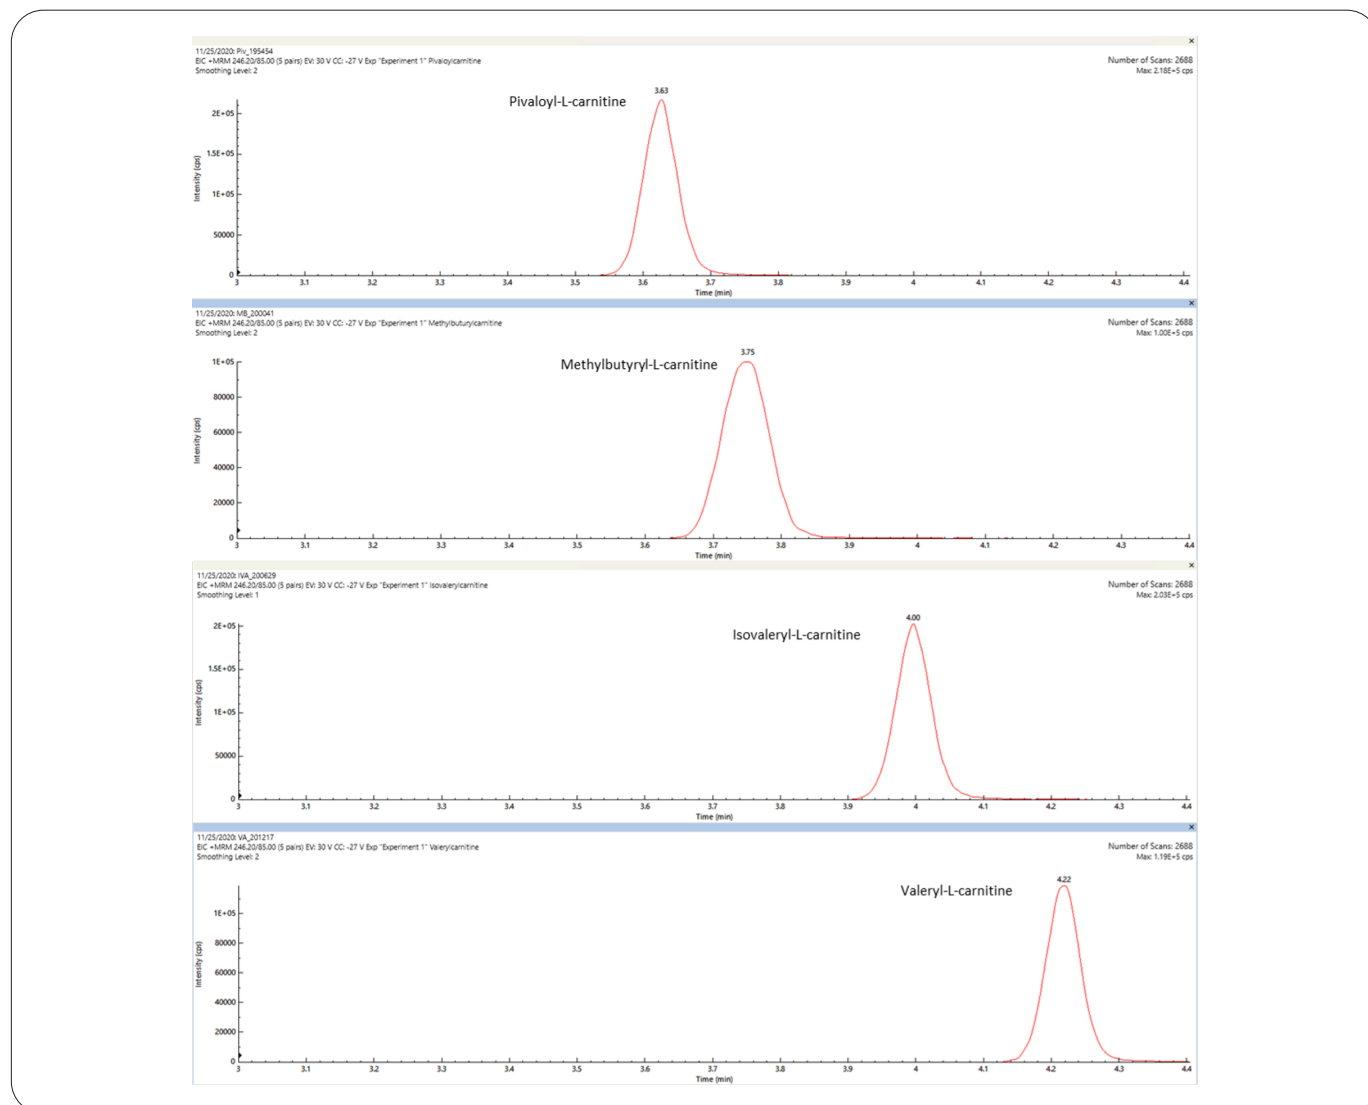 ×
11/25/2020: Piv_195454
EIC +MRM 246.20/85.00 (5 pairs) EV: 30 V CC: -27 V Exp "Experiment 1" Pivaloylcarnitine
Smoothing Level: 2
Number of Scans: 2688
Max: 2.18E+5 cps
Pivaloyl-L-carnitine
3.63
2E+05
1.5E+05
1E+05
50000
0
Intensity (cps)
3 3.1 3.2 3.3 3.4 3.5 3.6 3.7 3.8 3.9 4 4.1 4.2 4.3 4.4
Time (min)
×
11/25/2020: MB_200041
EIC +MRM 246.20/85.00 (5 pairs) EV: 30 V CC: -27 V Exp "Experiment 1" Methylbuturylcarnitine
Smoothing Level: 2
Number of Scans: 2688
Max: 1.00E+5 cps
Methylbutyryl-L-carnitine
3.75
1E+05
80000
60000
40000
20000
0
Intensity (cps)
3 3.1 3.2 3.3 3.4 3.5 3.6 3.7 3.8 3.9 4 4.1 4.2 4.3 4.4
Time (min)
×
11/25/2020: IVA_200629
EIC +MRM 246.20/85.00 (5 pairs) EV: 30 V CC: -27 V Exp "Experiment 1" Isovalerylcarnitine
Smoothing Level: 1
Number of Scans: 2688
Max: 2.03E+5 cps
Isovaleryl-L-carnitine
4.00
2E+05
1.5E+05
1E+05
50000
0
Intensity (cps)
3 3.1 3.2 3.3 3.4 3.5 3.6 3.7 3.8 3.9 4 4.1 4.2 4.3 4.4
Time (min)
×
11/25/2020: VA_201217
EIC +MRM 246.20/85.00 (5 pairs) EV: 30 V CC: -27 V Exp "Experiment 1" Valerylcarnitine
Smoothing Level: 2
Number of Scans: 2688
Max: 1.19E+5 cps
Valeryl-L-carnitine
4.22
1E+05
80000
60000
40000
20000
0
Intensity (cps)
3 3.1 3.2 3.3 3.4 3.5 3.6 3.7 3.8 3.9 4 4.1 4.2 4.3 4.4
Time (min)